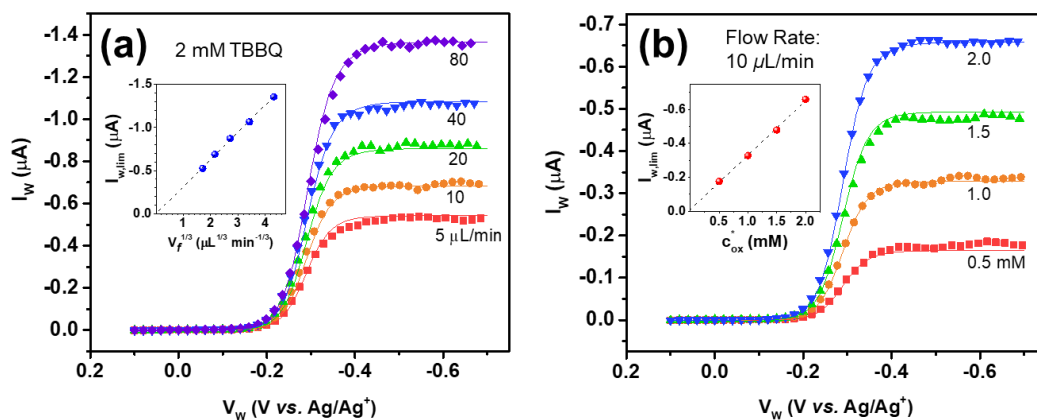 (a)
2 mM TBBQ
-1.4
-1.2
-1.0
-0.8
-0.6
-0.4
-0.2
0.0
I_W (µA)
80
40
20
10
5 µL/min
-1.5
-1.0
-0.5
0.0
I_w,lim (µA)
1 2 3 4
V_f^1/3 (µL^1/3 min^-1/3)
0.2 0.0 -0.2 -0.4 -0.6
V_W (V vs. Ag/Ag^+)
(b)
Flow Rate:
10 µL/min
-0.7
-0.6
-0.5
-0.4
-0.3
-0.2
-0.1
-0.0
I_W (µA)
2.0
1.5
1.0
0.5 mM
-0.6
-0.4
-0.2
0.0
I_w,lim (µA)
0.0 0.5 1.0 1.5 2.0
c*_ox (mM)
0.2 0.0 -0.2 -0.4 -0.6
V_W (V vs. Ag/Ag^+)